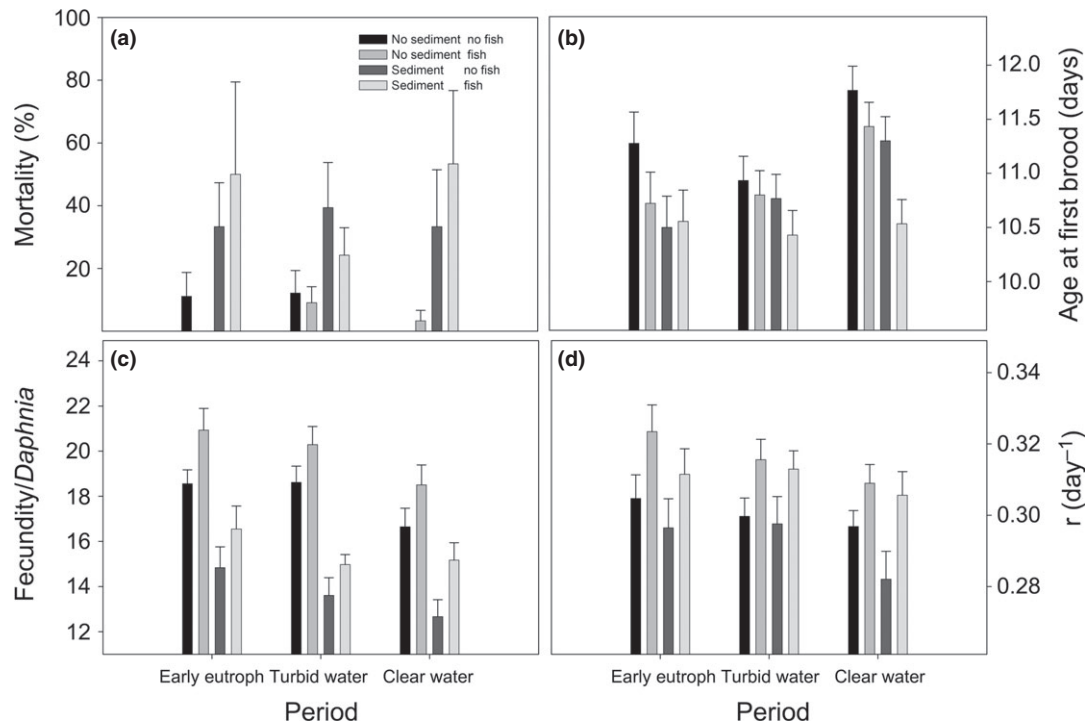 (a)
100
80
60
40
20
Mortality (%)
No sediment no fish
No sediment fish
Sediment no fish
Sediment fish
(b)
12.0
11.5
11.0
10.5
10.0
Age at first brood (days)
(c)
24
22
20
18
16
14
12
Fecundity/Daphnia
Early eutroph Turbid water Clear water
Period
(d)
0.34
0.32
0.30
0.28
r (day⁻¹)
Early eutroph Turbid water Clear water
Period